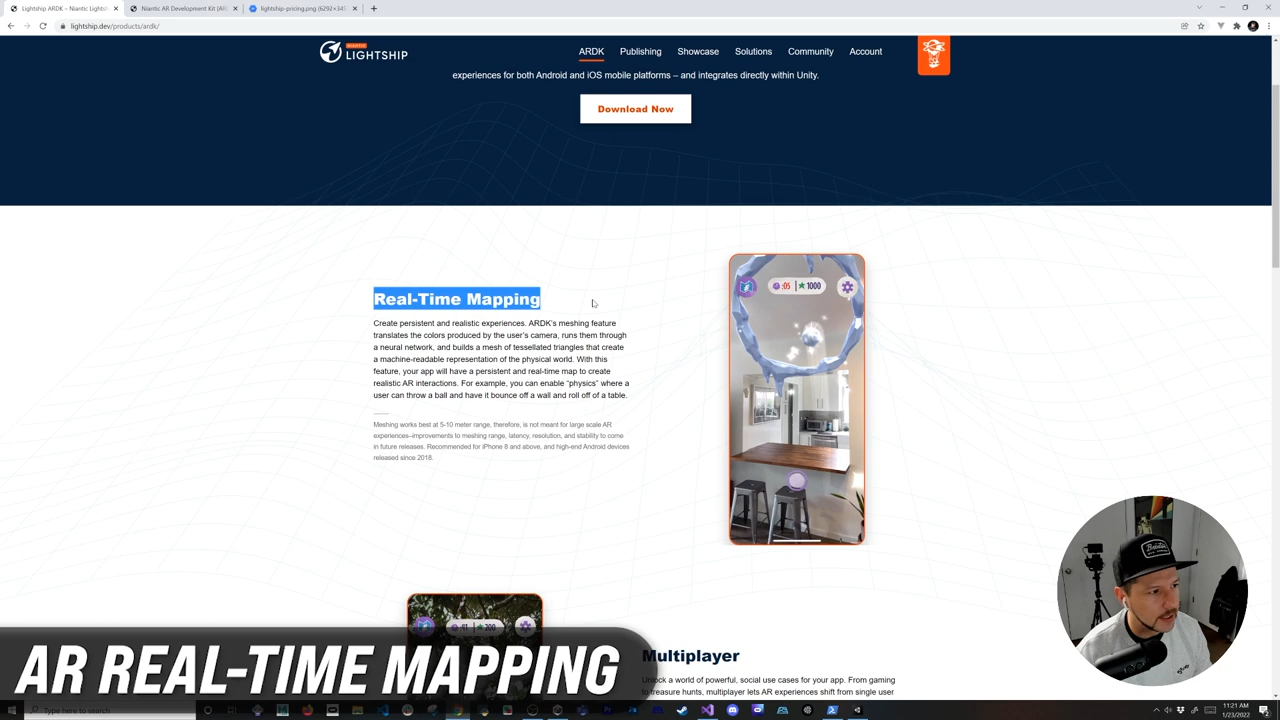 Lightship ARDK – Niantic Lights
Niantic AR Development Kit (AR
lightship-pricing.png (6292×345
lightship.dev/products/ardk/
NIANTIC
LIGHTSHIP
ARDK
Publishing
Showcase
Solutions
Community
Account
experiences for both Android and iOS mobile platforms – and integrates directly within Unity.
Download Now
Real-Time Mapping
Create persistent and realistic experiences. ARDK's meshing feature
translates the colors produced by the user's camera, runs them through
a neural network, and builds a mesh of tessellated triangles that create
a machine-readable representation of the physical world. With this
feature, your app will have a persistent and real-time map to create
realistic AR interactions. For example, you can enable "physics" where a
user can throw a ball and have it bounce off a wall and roll off of a table.
Meshing works best at 5-10 meter range, therefore, is not meant for large scale AR
experiences–improvements to meshing range, latency, resolution, and stability to come
in future releases. Recommended for iPhone 8 and above, and high-end Android devices
released since 2018.
:05
1000
:41
200
Multiplayer
Unlock a world of powerful, social use cases for your app. From gaming
to treasure hunts, multiplayer lets AR experiences shift from single user
AR REAL-TIME MAPPING
Type here to search
11:21 AM
1/23/2022